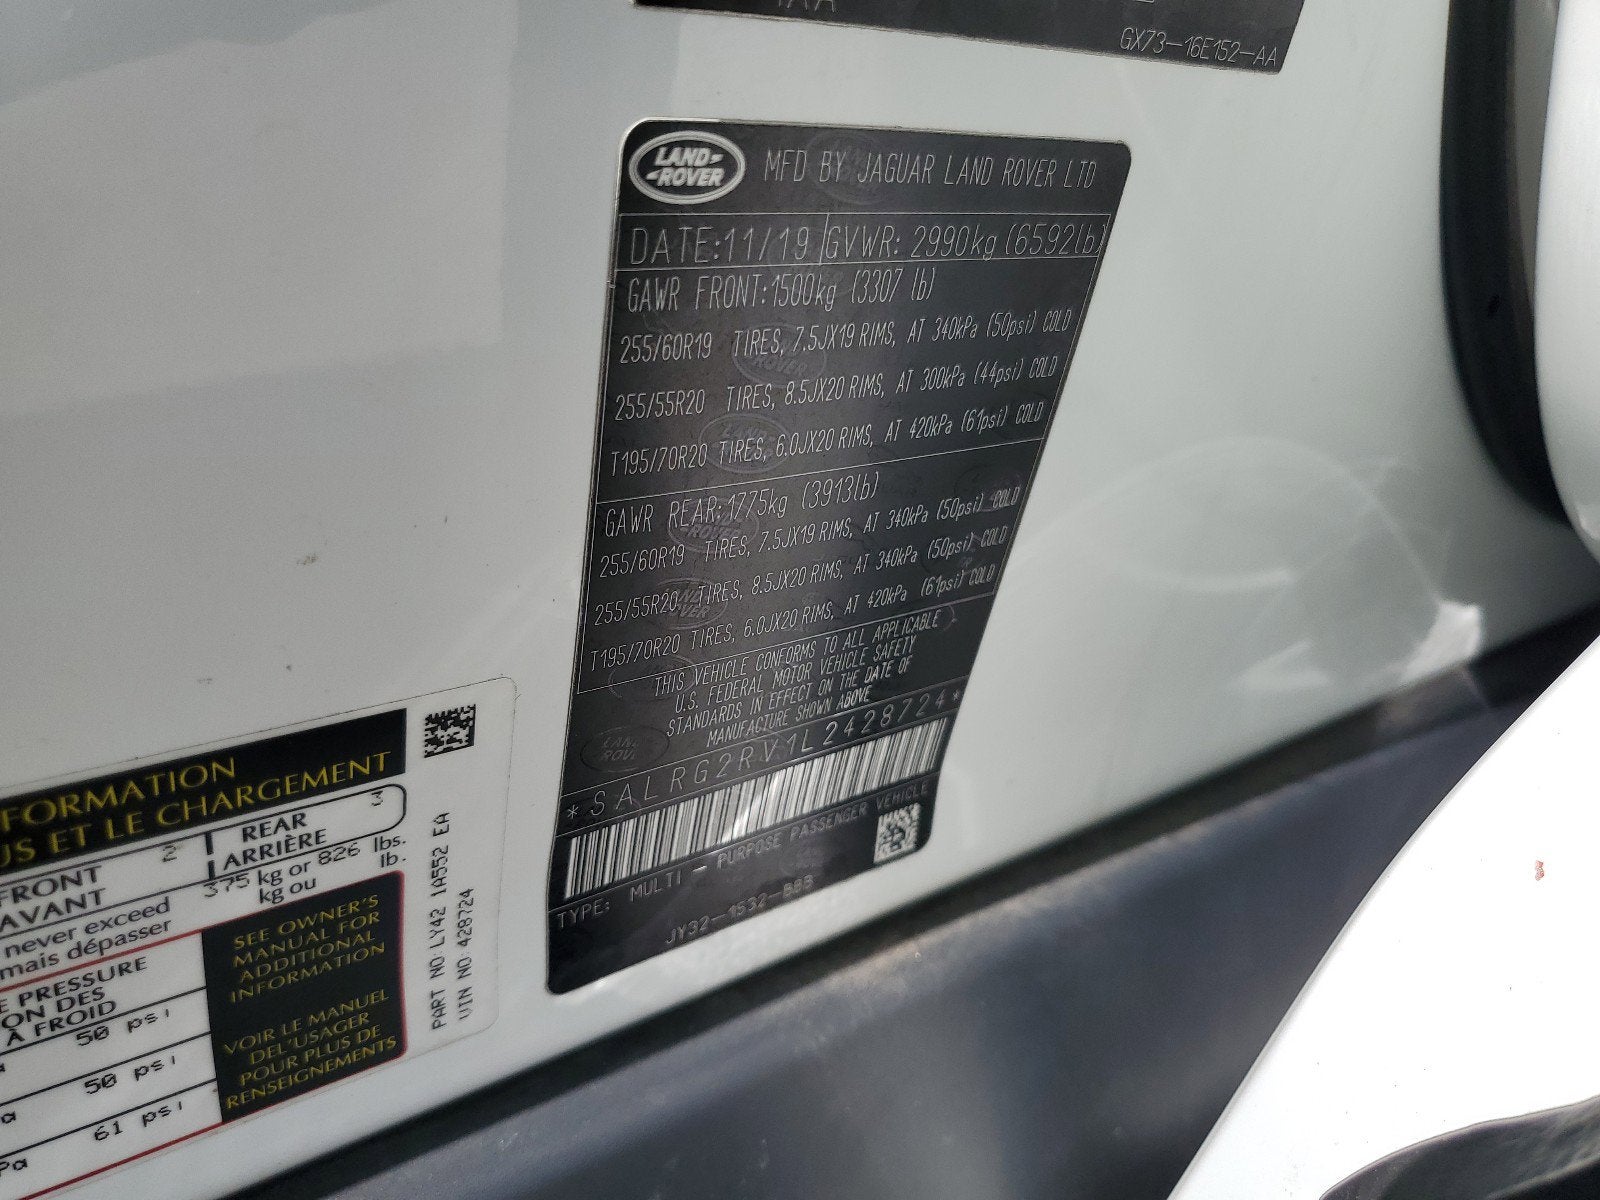 GX73-16E152-AA
LAND ROVER MFD BY JAGUAR LAND ROVER LTD
DATE:11/19 GVWR: 2990kg (6592lb)
GAWR FRONT:1500kg (3307 lb)
255/60R19 TIRES, 7.5JX19 RIMS, AT 340kPa (50psi) COLD
255/55R20 TIRES, 8.5JX20 RIMS, AT 300kPa (44psi) COLD
T195/70R20 TIRES, 6.0JX20 RIMS, AT 420kPa (61psi) COLD
GAWR REAR:1775kg (3913lb)
255/60R19 TIRES, 7.5JX19 RIMS, AT 340kPa (50psi) COLD
255/55R20 TIRES, 8.5JX20 RIMS, AT 340kPa (50psi) COLD
T195/70R20 TIRES, 6.0JX20 RIMS, AT 420kPa (61psi) COLD
THIS VEHICLE CONFORMS TO ALL APPLICABLE
U.S. FEDERAL MOTOR VEHICLE SAFETY
STANDARDS IN EFFECT ON THE DATE OF
MANUFACTURE SHOWN ABOVE
*SALRG2RV1L2428724*
TYPE: MULTI-PURPOSE PASSENGER VEHICLE
JY32-1532-B03
FORMATION
US ET LE CHARGEMENT
FRONT 2 REAR 3
AVANT ARRIÈRE
never exceed 375 kg or 826 lbs.
mais dépasser kg ou lb.
E PRESSURE
ON DES
À FROID
50 psi
50 psi
Pa 61 psi
SEE OWNER'S
MANUAL FOR
ADDITIONAL
INFORMATION
VOIR LE MANUEL
DEL'USAGER
POUR PLUS DE
RENSEIGNEMENTS
PART NO: LY42 1A552 EA
VIN NO: 428724